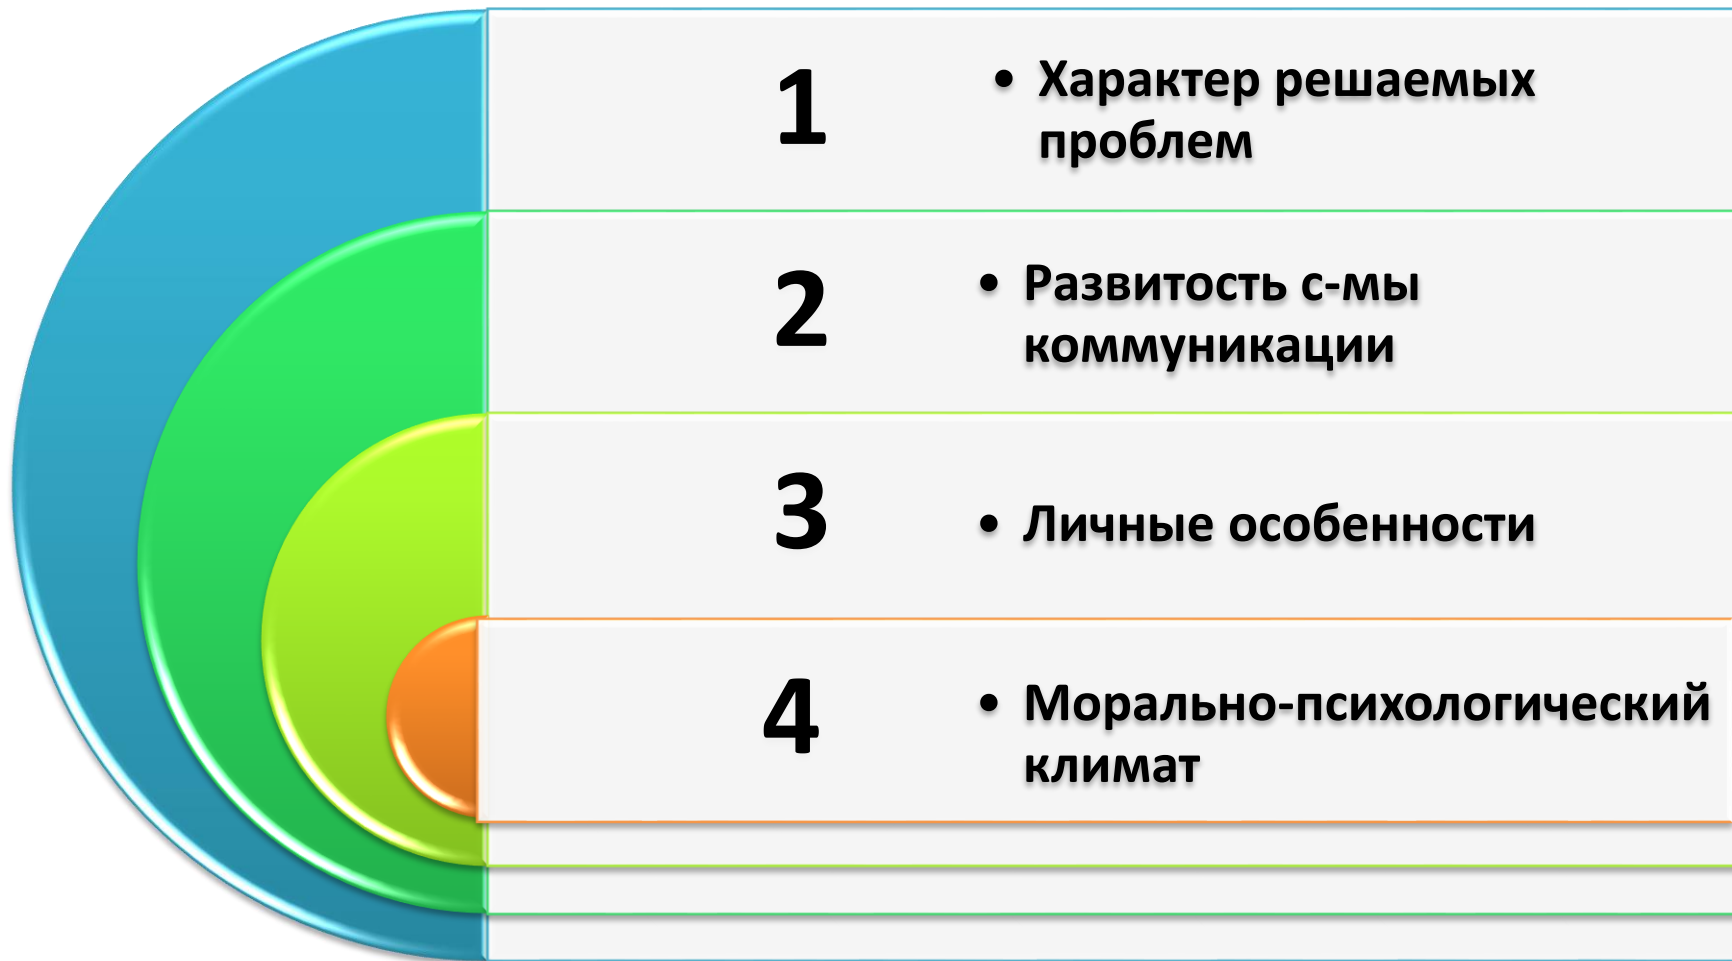 1
• Характер решаемых
проблем
2
• Развитость с-мы
коммуникации
3
• Личные особенности
4
• Морально-психологический
климат